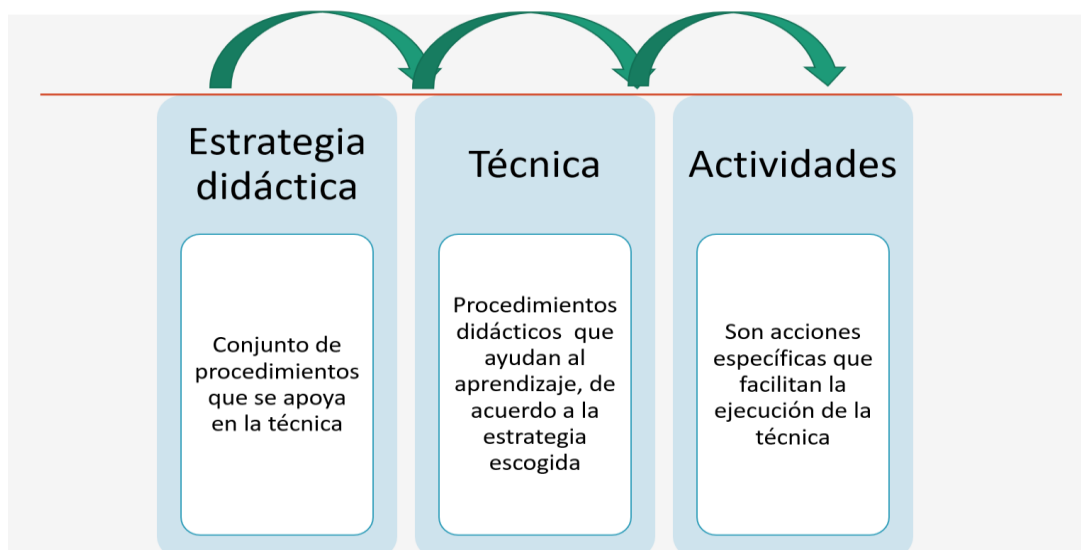 Estrategia
didáctica
Conjunto de
procedimientos
que se apoya
en la técnica
Técnica
Procedimientos
didácticos que
ayudan al
aprendizaje, de
acuerdo a la
estrategia
escogida
Actividades
Son acciones
específicas que
facilitan la
ejecución de la
técnica